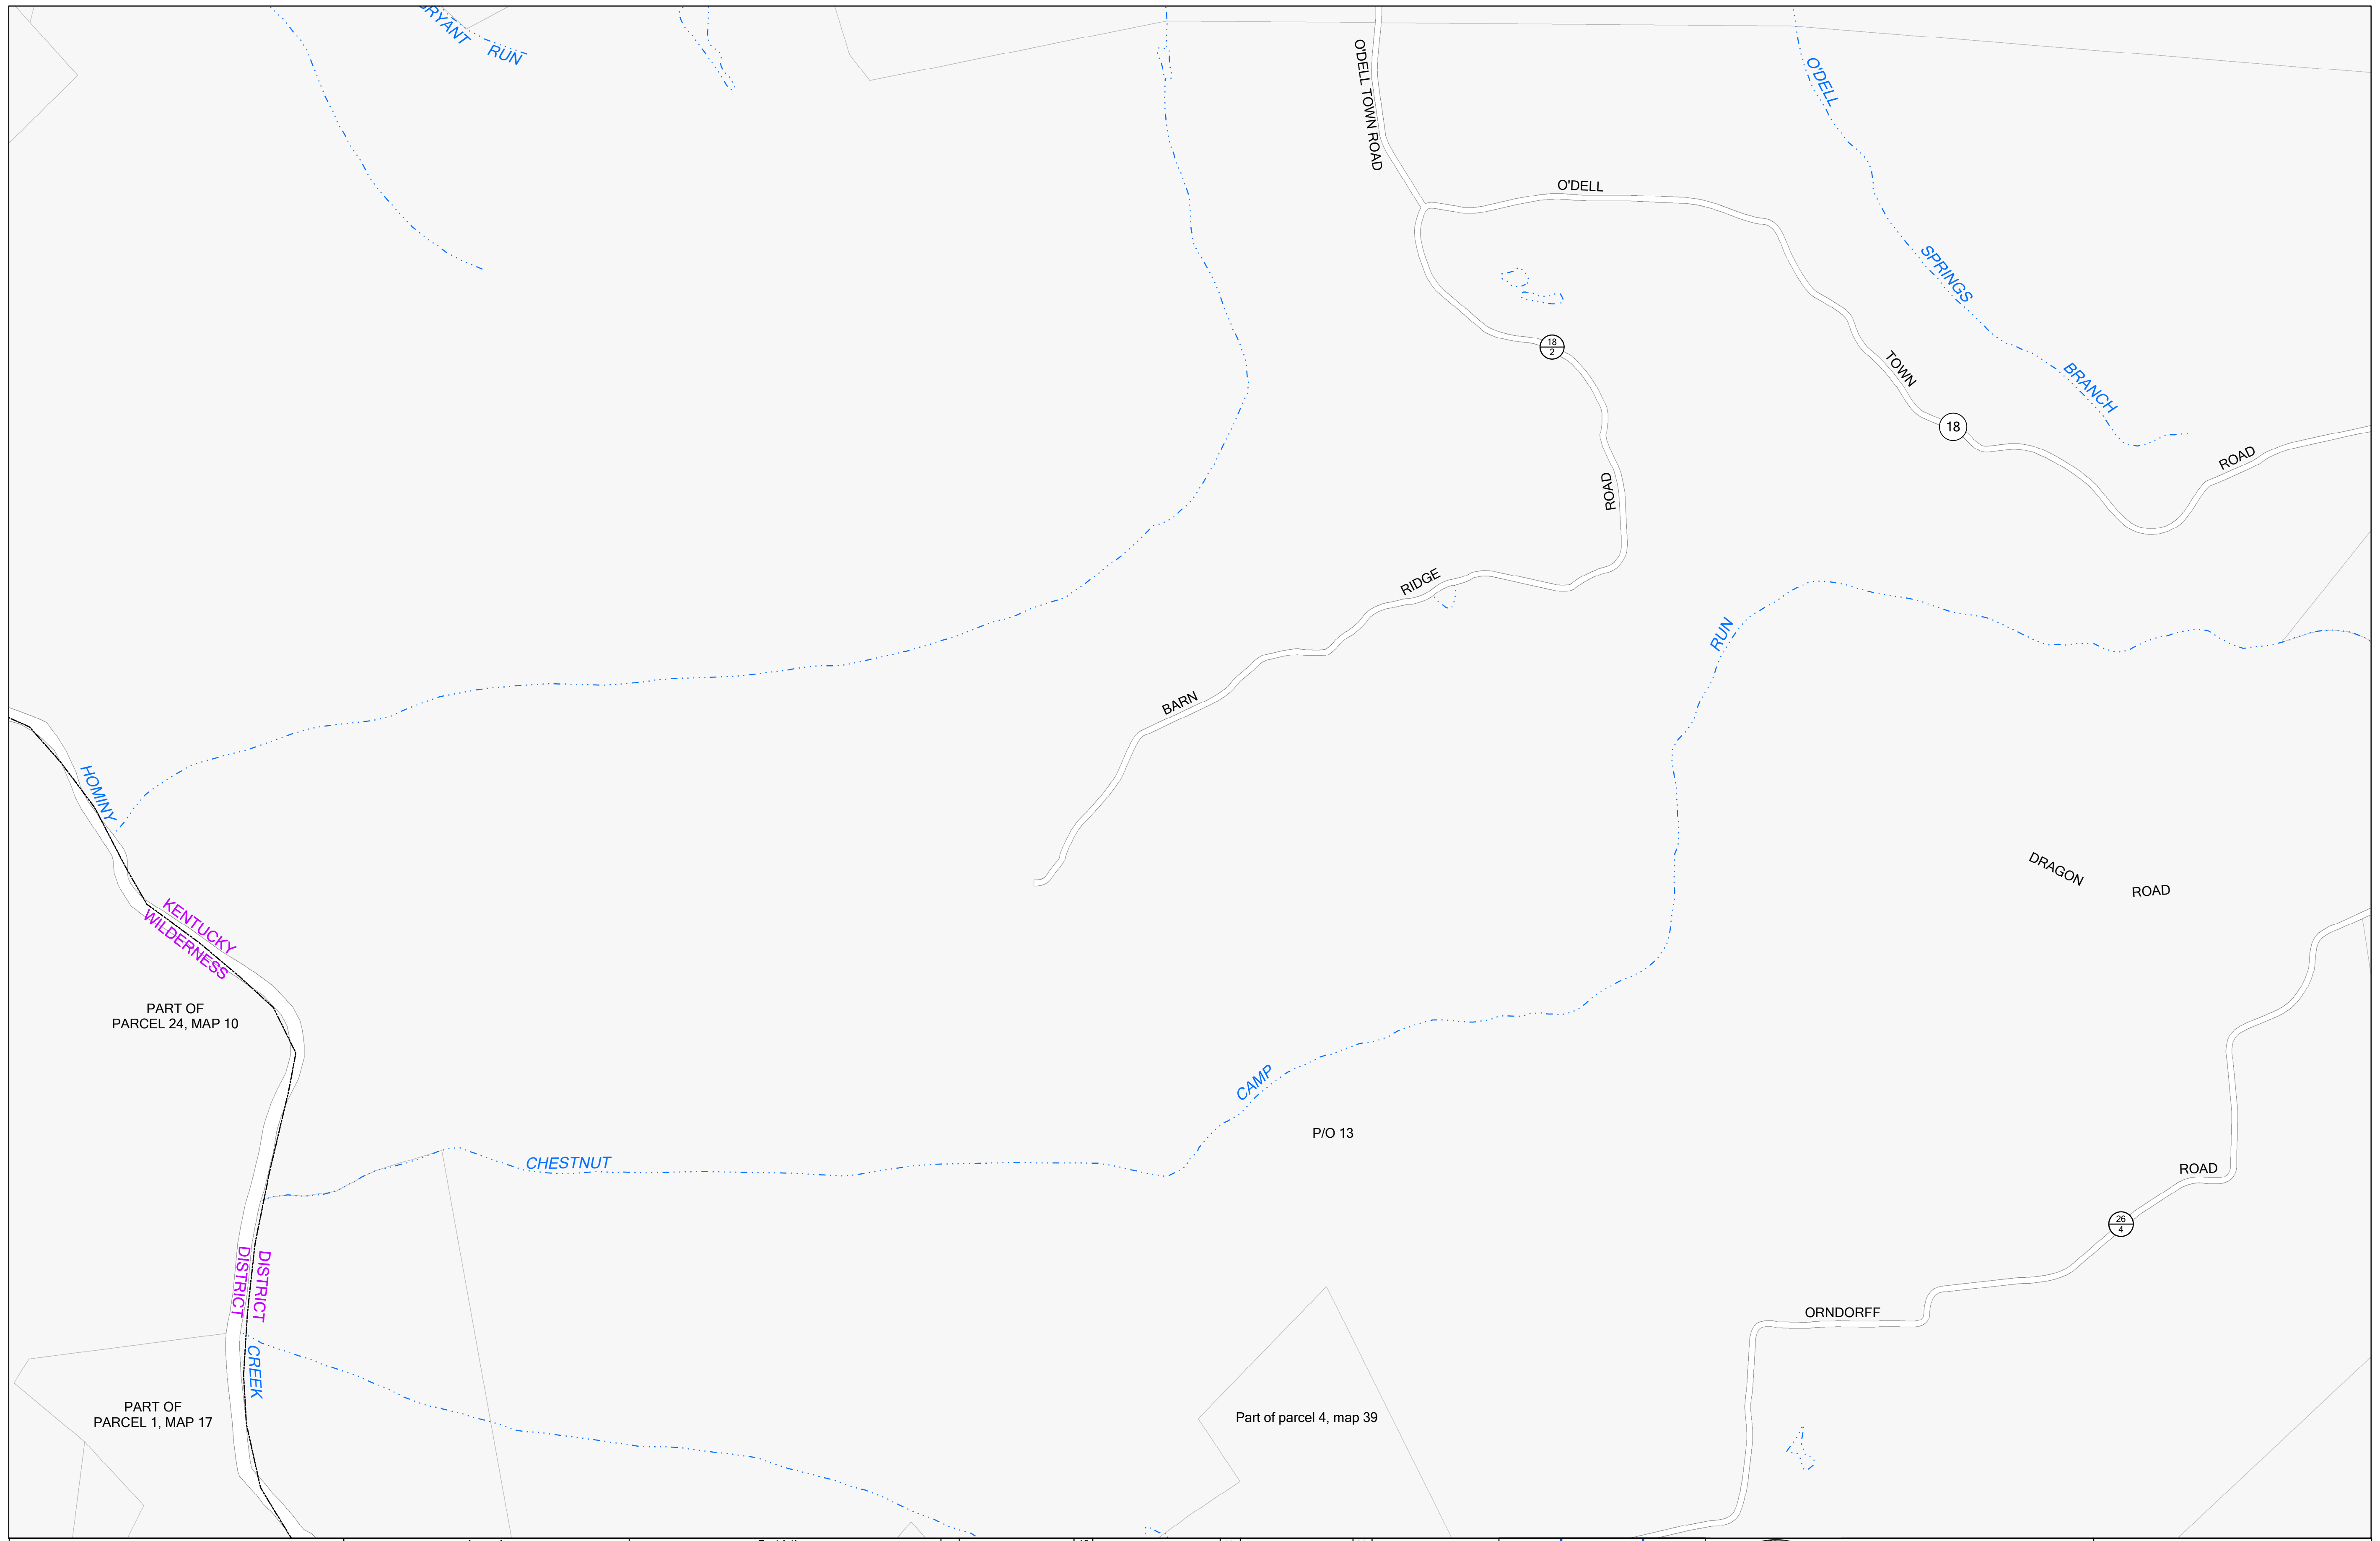 RUN
O'DELL TOWN ROAD
O'DELL
O'DELL
SPRINGS
BRANCH
18
2
TOWN
18
ROAD
ROAD
RIDGE
BARN
RUN
HOMINY
KENTUCKY
WILDERNESS
DRAGON
ROAD
PART OF
PARCEL 24, MAP 10
CAMP
P/O 13
CHESTNUT
ROAD
26
4
DISTRICT
DISTRICT
ORNDORFF
CREEK
PART OF
PARCEL 1, MAP 17
Part of parcel 4, map 39